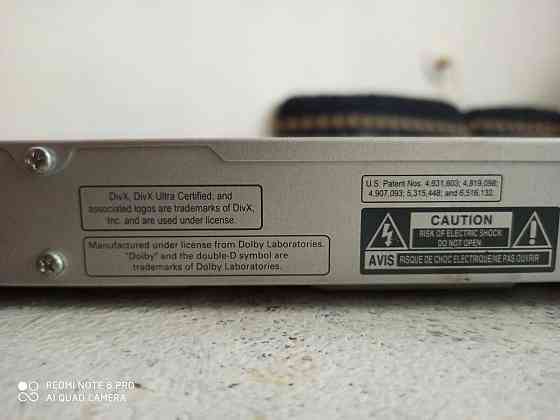 DivX, DivX Ultra Certified, and
associated logos are trademarks of DivX,
Inc. and are used under license.
Manufactured under license from Dolby Laboratories.
"Dolby" and the double-D symbol are
trademarks of Dolby Laboratories.
U.S. Patent Nos. 4,631,603; 4,819,098;
4,907,093; 5,315,448; and 6,516,132.
CAUTION
RISK OF ELECTRIC SHOCK
DO NOT OPEN
AVIS
RISQUE DE CHOC ELECTRIQUE/NE PAS OUVRIR
REDMI NOTE 8 PRO
AI QUAD CAMERA